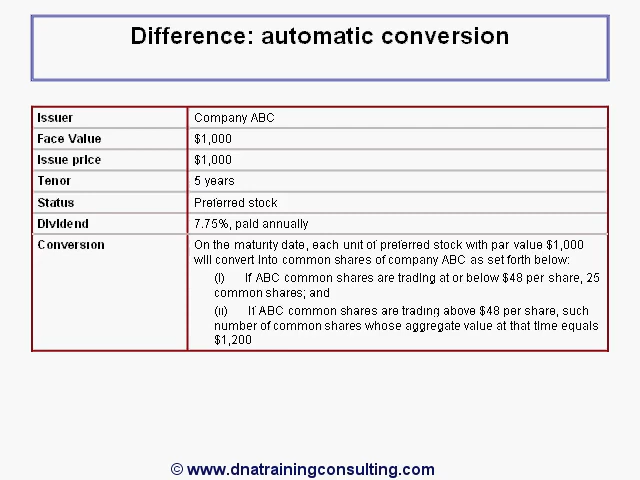 Difference: automatic conversion
Issuer Company ABC
Face Value $1,000
Issue price $1,000
Tenor 5 years
Status Preferred stock
Dividend 7.75%, paid annually
Conversion On the maturity date, each unit of preferred stock with par value $1,000
will convert into common shares of company ABC as set forth below:
(i) If ABC common shares are trading at or below $48 per share, 25
common shares; and
(ii) If ABC common shares are trading above $48 per share, such
number of common shares whose aggregate value at that time equals
$1,200
© www.dnatrainingconsulting.com